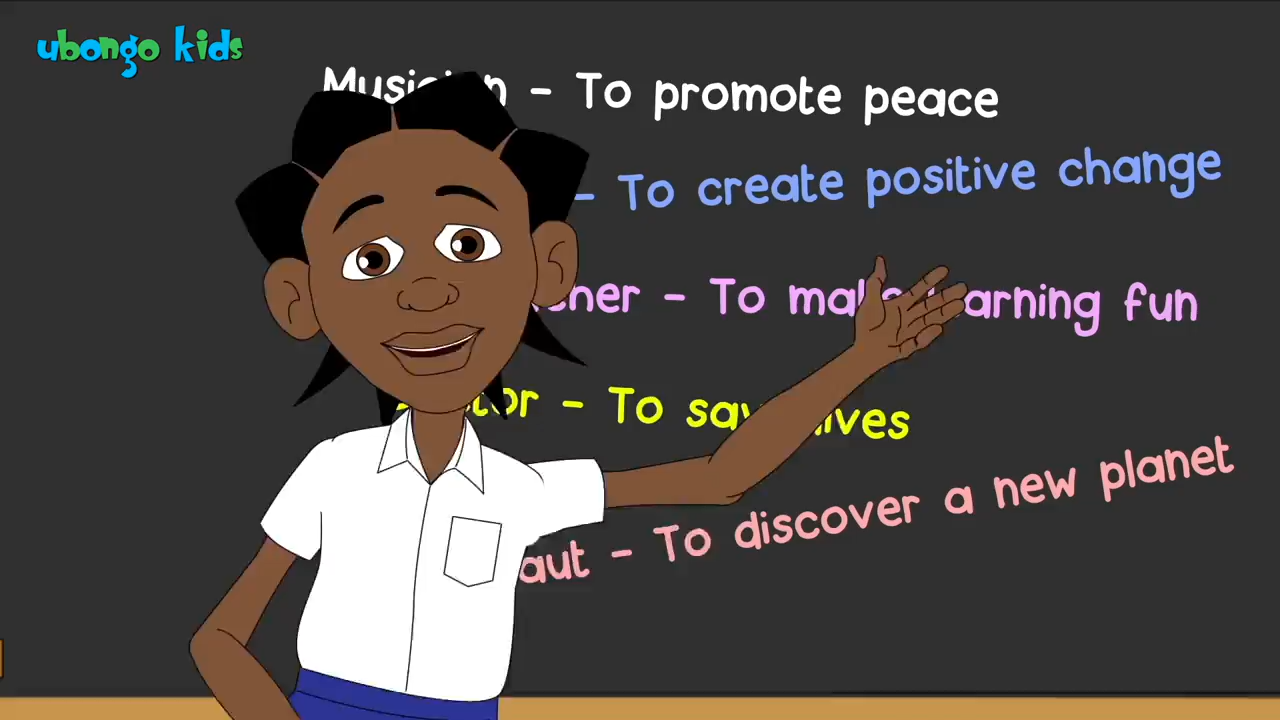 ubongo kids
Musician – To promote peace
– To create positive change
– To make learning fun
– To save lives
– To discover a new planet